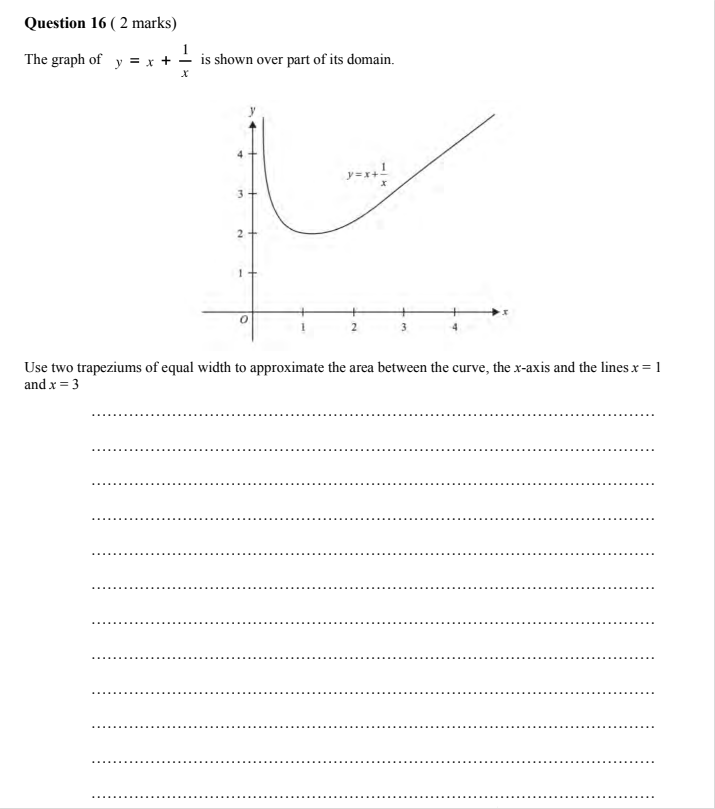 Question 16 ( 2 marks)
The graph of y = x + 1/x is shown over part of its domain.
y
4
y = x + 1/x
3
2
1
O
1 2 3 4 x
Use two trapeziums of equal width to approximate the area between the curve, the x-axis and the lines x = 1
and x = 3